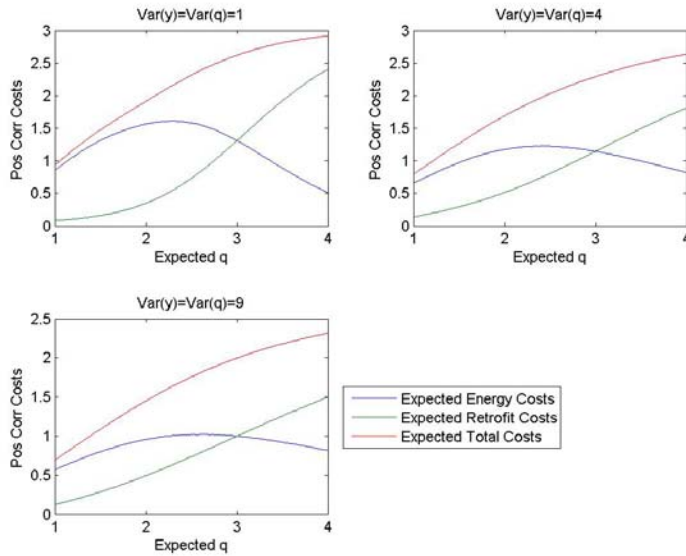 Var(y)=Var(q)=1
3
2.5
2
1.5
1
0.5
0
Pos Corr Costs
1 2 3 4
Expected q
Var(y)=Var(q)=4
3
2.5
2
1.5
1
0.5
0
Pos Corr Costs
1 2 3 4
Expected q
Var(y)=Var(q)=9
2.5
2
1.5
1
0.5
0
Pos Corr Costs
1 2 3 4
Expected q
Expected Energy Costs
Expected Retrofit Costs
Expected Total Costs